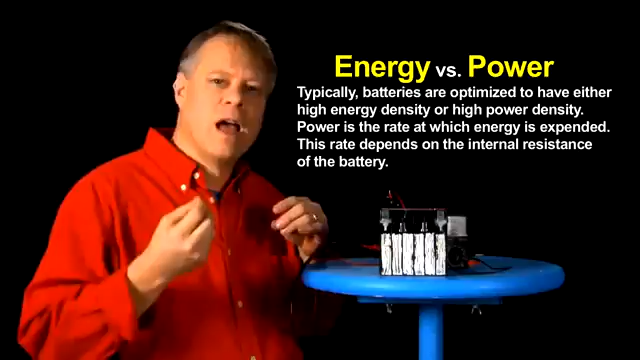 Energy vs. Power
Typically, batteries are optimized to have either
high energy density or high power density.
Power is the rate at which energy is expended.
This rate depends on the internal resistance
of the battery.